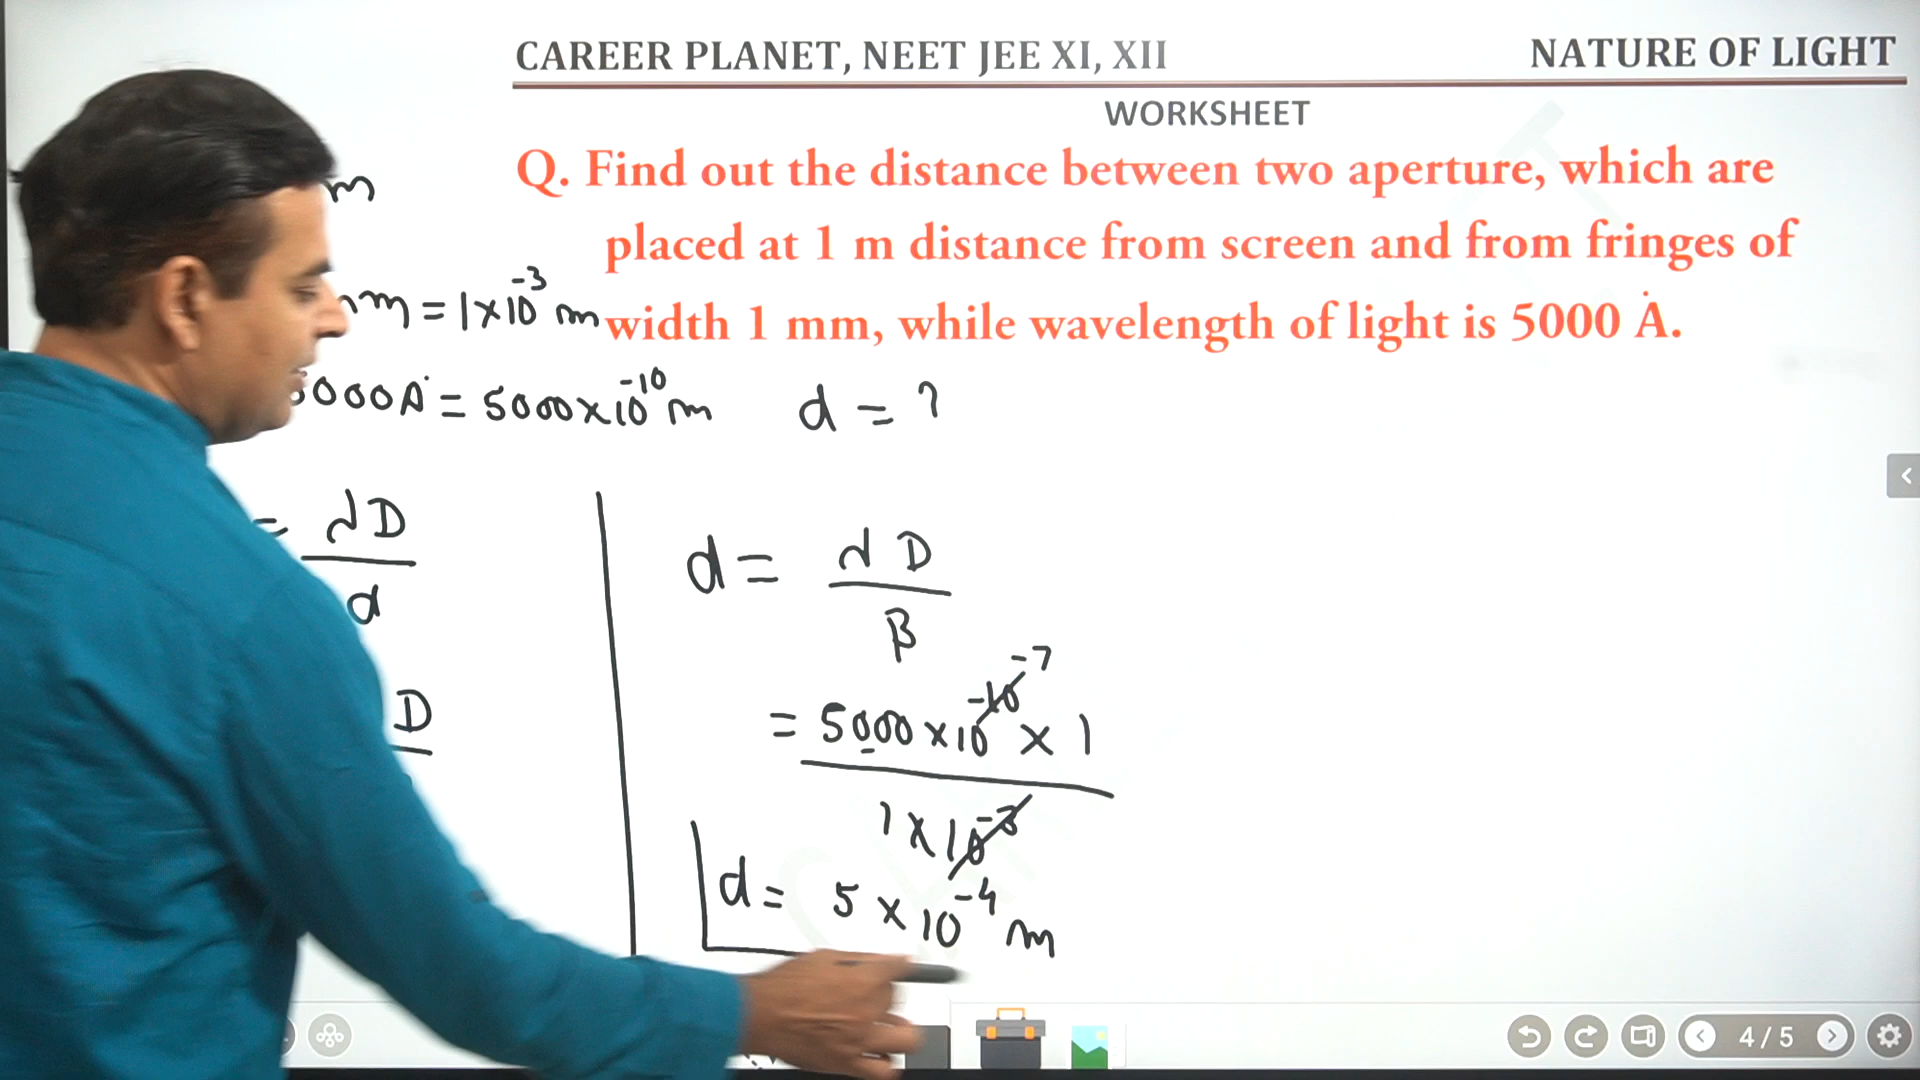 CAREER PLANET, NEET JEE XI, XII
NATURE OF LIGHT
WORKSHEET
Q. Find out the distance between two aperture, which are
placed at 1 m distance from screen and from fringes of
width 1 mm, while wavelength of light is 5000 Ȧ.
m
m = 1×10⁻³ m
000Ȧ = 5000×10⁻¹⁰ m d = ?
= λD
d
D
d = λ D
β
= 5000×10⁻¹⁰ ⁻⁷ × 1
1×10⁻³
d = 5×10⁻⁴ m
4 / 5